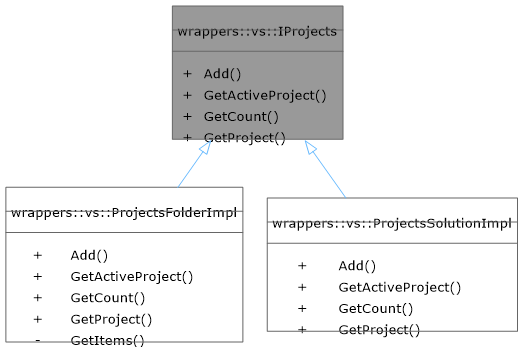 wrappers::vs::IProjects
+ Add()
+ GetActiveProject()
+ GetCount()
+ GetProject()
wrappers::vs::ProjectsFolderImpl
+ Add()
+ GetActiveProject()
+ GetCount()
+ GetProject()
- GetItems()
wrappers::vs::ProjectsSolutionImpl
+ Add()
+ GetActiveProject()
+ GetCount()
+ GetProject()